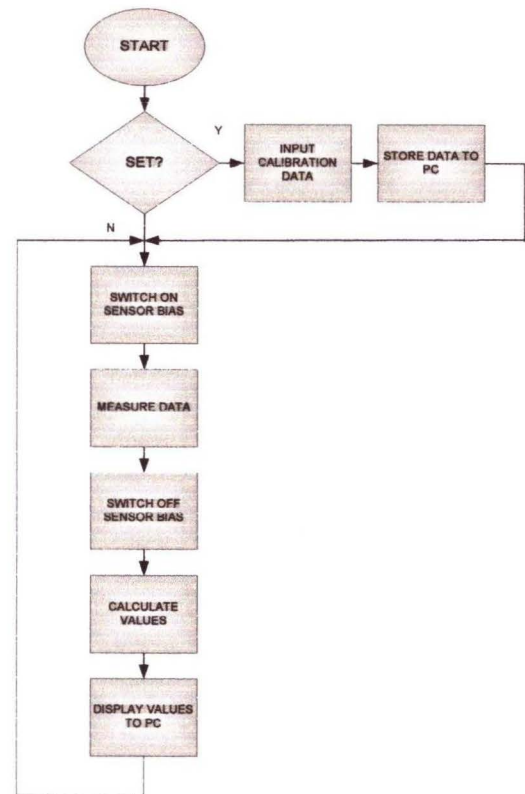 START
SET?
Y
INPUT
CALIBRATION
DATA
STORE DATA TO
PC
N
SWITCH ON
SENSOR BIAS
MEASURE DATA
SWITCH OFF
SENSOR BIAS
CALCULATE
VALUES
DISPLAY VALUES
TO PC